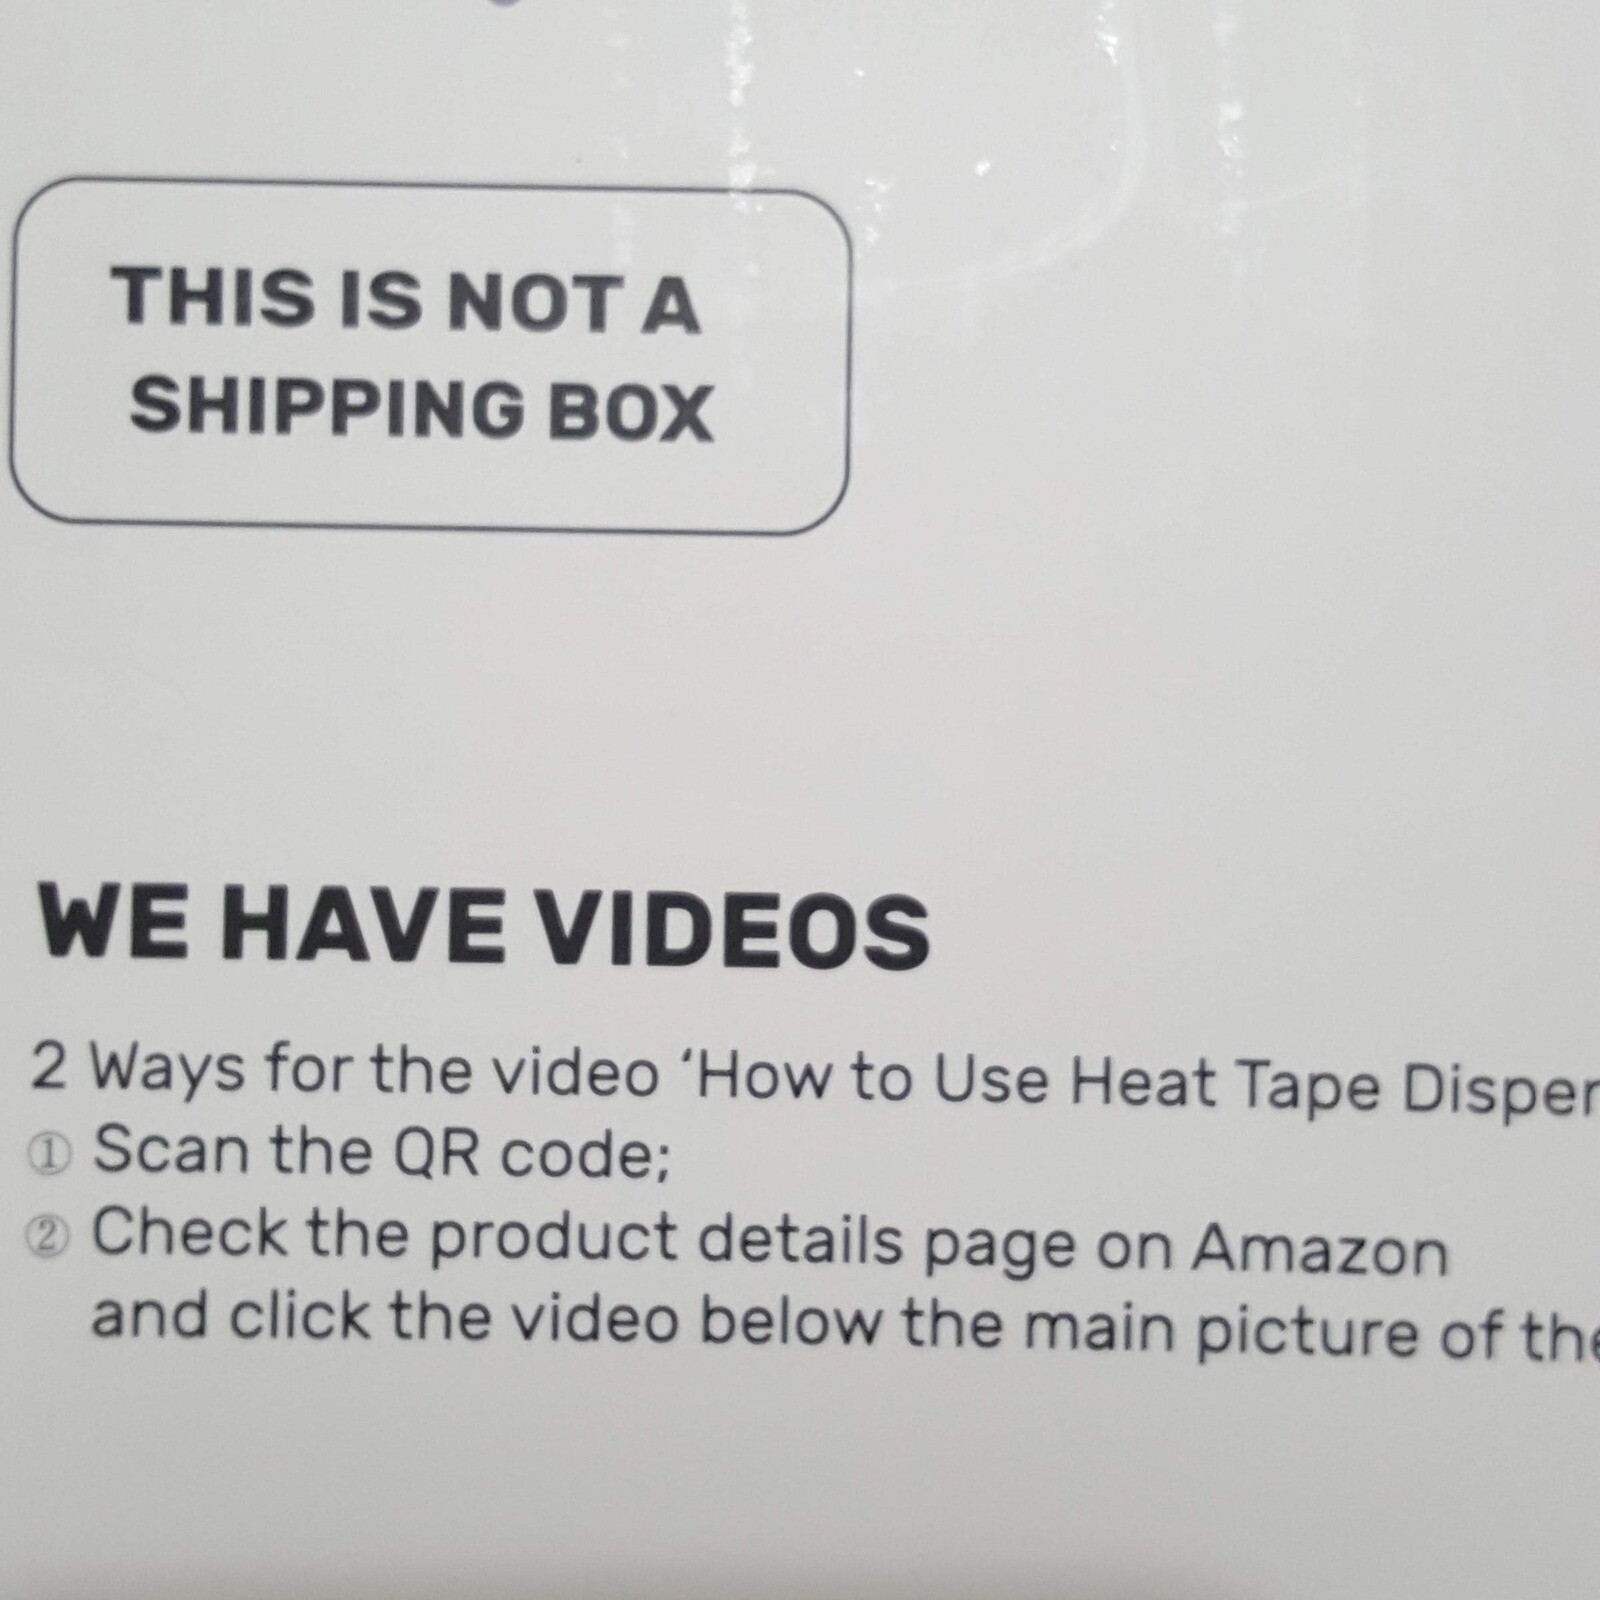 THIS IS NOT A
SHIPPING BOX
WE HAVE VIDEOS
2 Ways for the video ‘How to Use Heat Tape Disper
① Scan the QR code;
② Check the product details page on Amazon
and click the video below the main picture of the